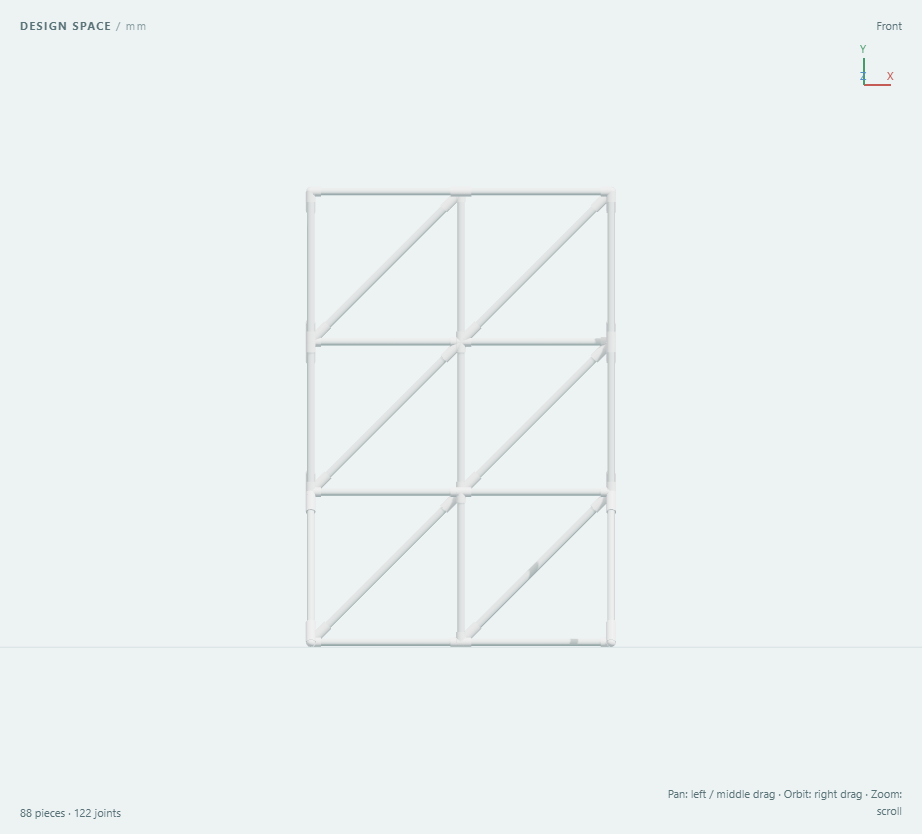 DESIGN SPACE / mm
Front
Y
Z X
88 pieces · 122 joints
Pan: left / middle drag · Orbit: right drag · Zoom:
scroll